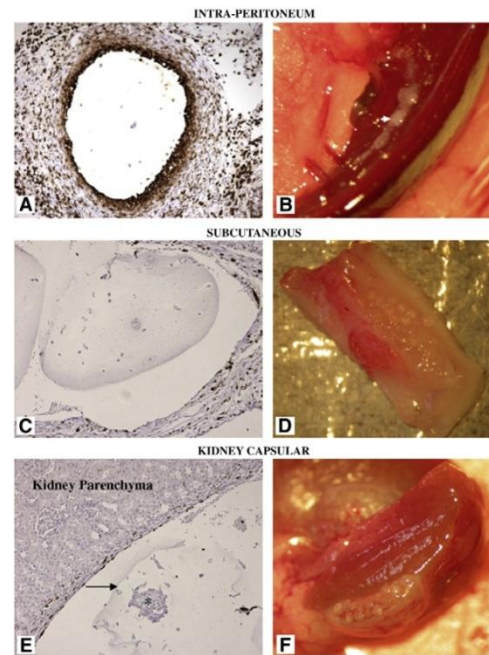 INTRA-PERITONEUM
A
B
SUBCUTANEOUS
C
D
KIDNEY CAPSULAR
Kidney Parenchyma
*
E
F